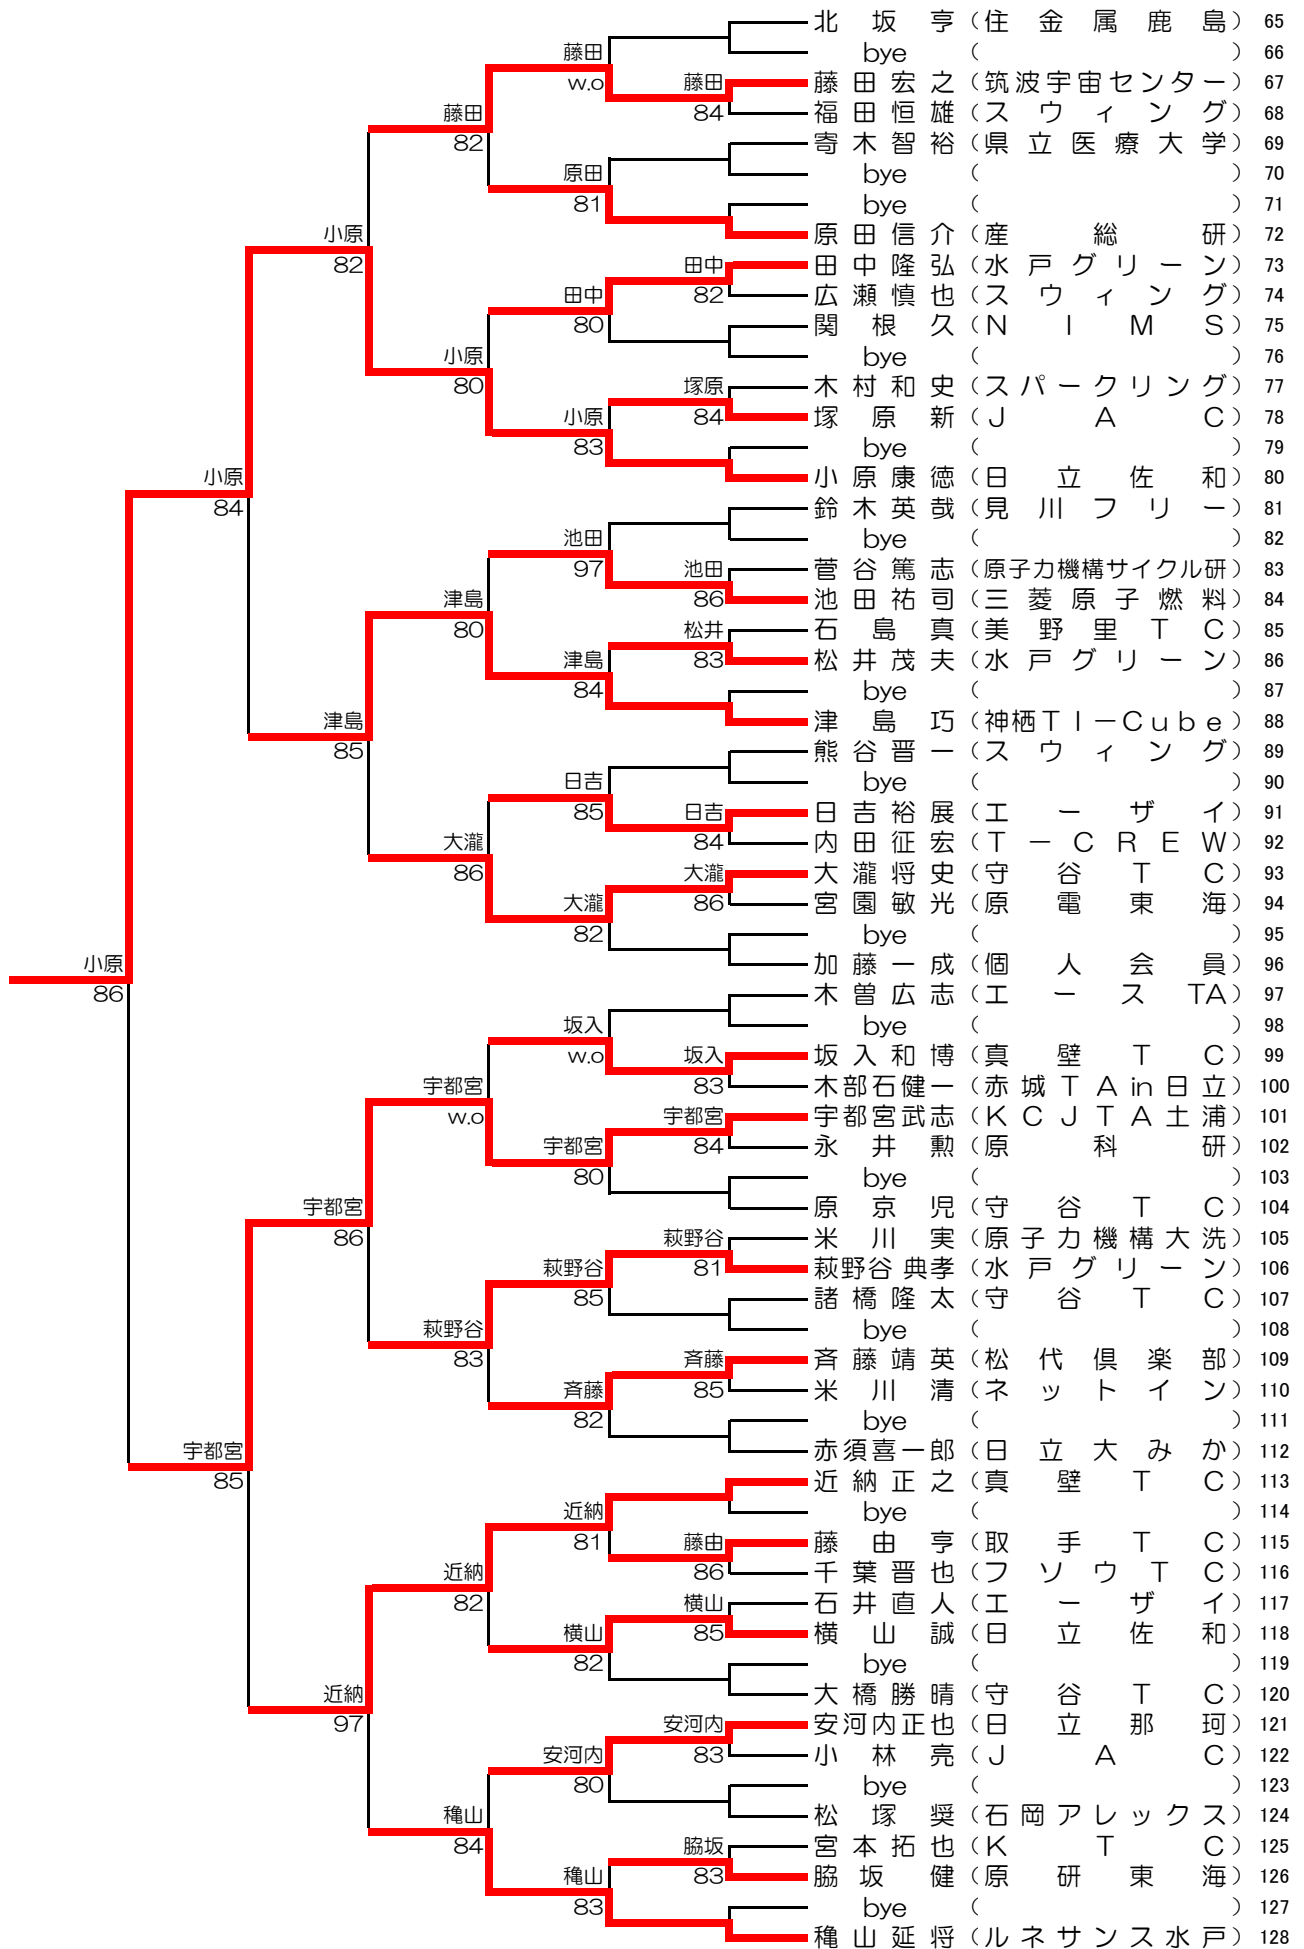 北坂亨（住金属鹿島） 65
藤田 bye （ ） 66
w.o 藤田 藤田宏之（筑波宇宙センター） 67
藤田 84 福田恒雄（スウィング） 68
82 寄木智裕（県立医療大学） 69
原田 bye （ ） 70
81 bye （ ） 71
小原 原田信介（産総研） 72
82 田中 田中隆弘（水戸グリーン） 73
田中 82 広瀬慎也（スウィング） 74
80 関根久（NIMS） 75
小原 bye （ ） 76
80 塚原 木村和史（スパークリング） 77
小原 84 塚原新（JAC） 78
83 bye （ ） 79
小原 小原康徳（日立佐和） 80
84 鈴木英哉（見川フリー） 81
池田 bye （ ） 82
97 池田 菅谷篤志（原子力機構サイクル研） 83
津島 86 池田祐司（三菱原子燃料） 84
80 松井 石島真（美野里TC） 85
津島 83 松井茂夫（水戸グリーン） 86
84 bye （ ） 87
津島 津島巧（神栖TI－Cube） 88
85 熊谷晋一（スウィング） 89
日吉 bye （ ） 90
85 日吉 日吉裕展（エーザイ） 91
大瀧 84 内田征宏（T－CREW） 92
86 大瀧 大瀧将史（守谷TC） 93
大瀧 86 宮園敏光（原電東海） 94
82 bye （ ） 95
小原 加藤一成（個人会員） 96
86 木曽広志（エースTA） 97
坂入 bye （ ） 98
w.o 坂入 坂入和博（真壁TC） 99
宇都宮 83 木部石健一（赤城TAin日立） 100
w.o 宇都宮 宇都宮武志（KCJTA土浦） 101
宇都宮 84 永井勲（原科研） 102
80 bye （ ） 103
宇都宮 原京児（守谷TC） 104
86 萩野谷 米川実（原子力機構大洗） 105
萩野谷 81 萩野谷典孝（水戸グリーン） 106
85 諸橋隆太（守谷TC） 107
萩野谷 bye （ ） 108
83 斉藤 斉藤靖英（松代倶楽部） 109
斉藤 85 米川清（ネットイン） 110
82 bye （ ） 111
宇都宮 赤須喜一郎（日立大みか） 112
85 近納正之（真壁TC） 113
近納 bye （ ） 114
81 藤由 藤由亨（取手TC） 115
近納 86 千葉晋也（フソウTC） 116
82 横山 石井直人（エーザイ） 117
横山 85 横山誠（日立佐和） 118
82 bye （ ） 119
近納 大橋勝晴（守谷TC） 120
97 安河内 安河内正也（日立那珂） 121
安河内 83 小林亮（JAC） 122
80 bye （ ） 123
穐山 松塚奨（石岡アレックス） 124
84 脇坂 宮本拓也（KTC） 125
穐山 83 脇坂健（原研東海） 126
83 bye （ ） 127
穐山延将（ルネサンス水戸） 128